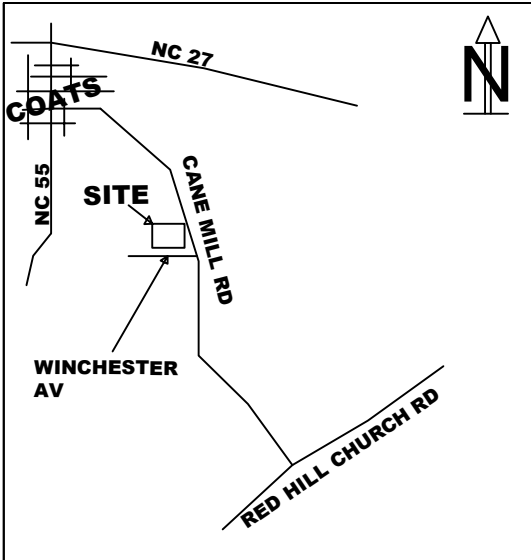 NC 27
N
COATS
NC 55
SITE
CANE MILL RD
WINCHESTER
AV
RED HILL CHURCH RD